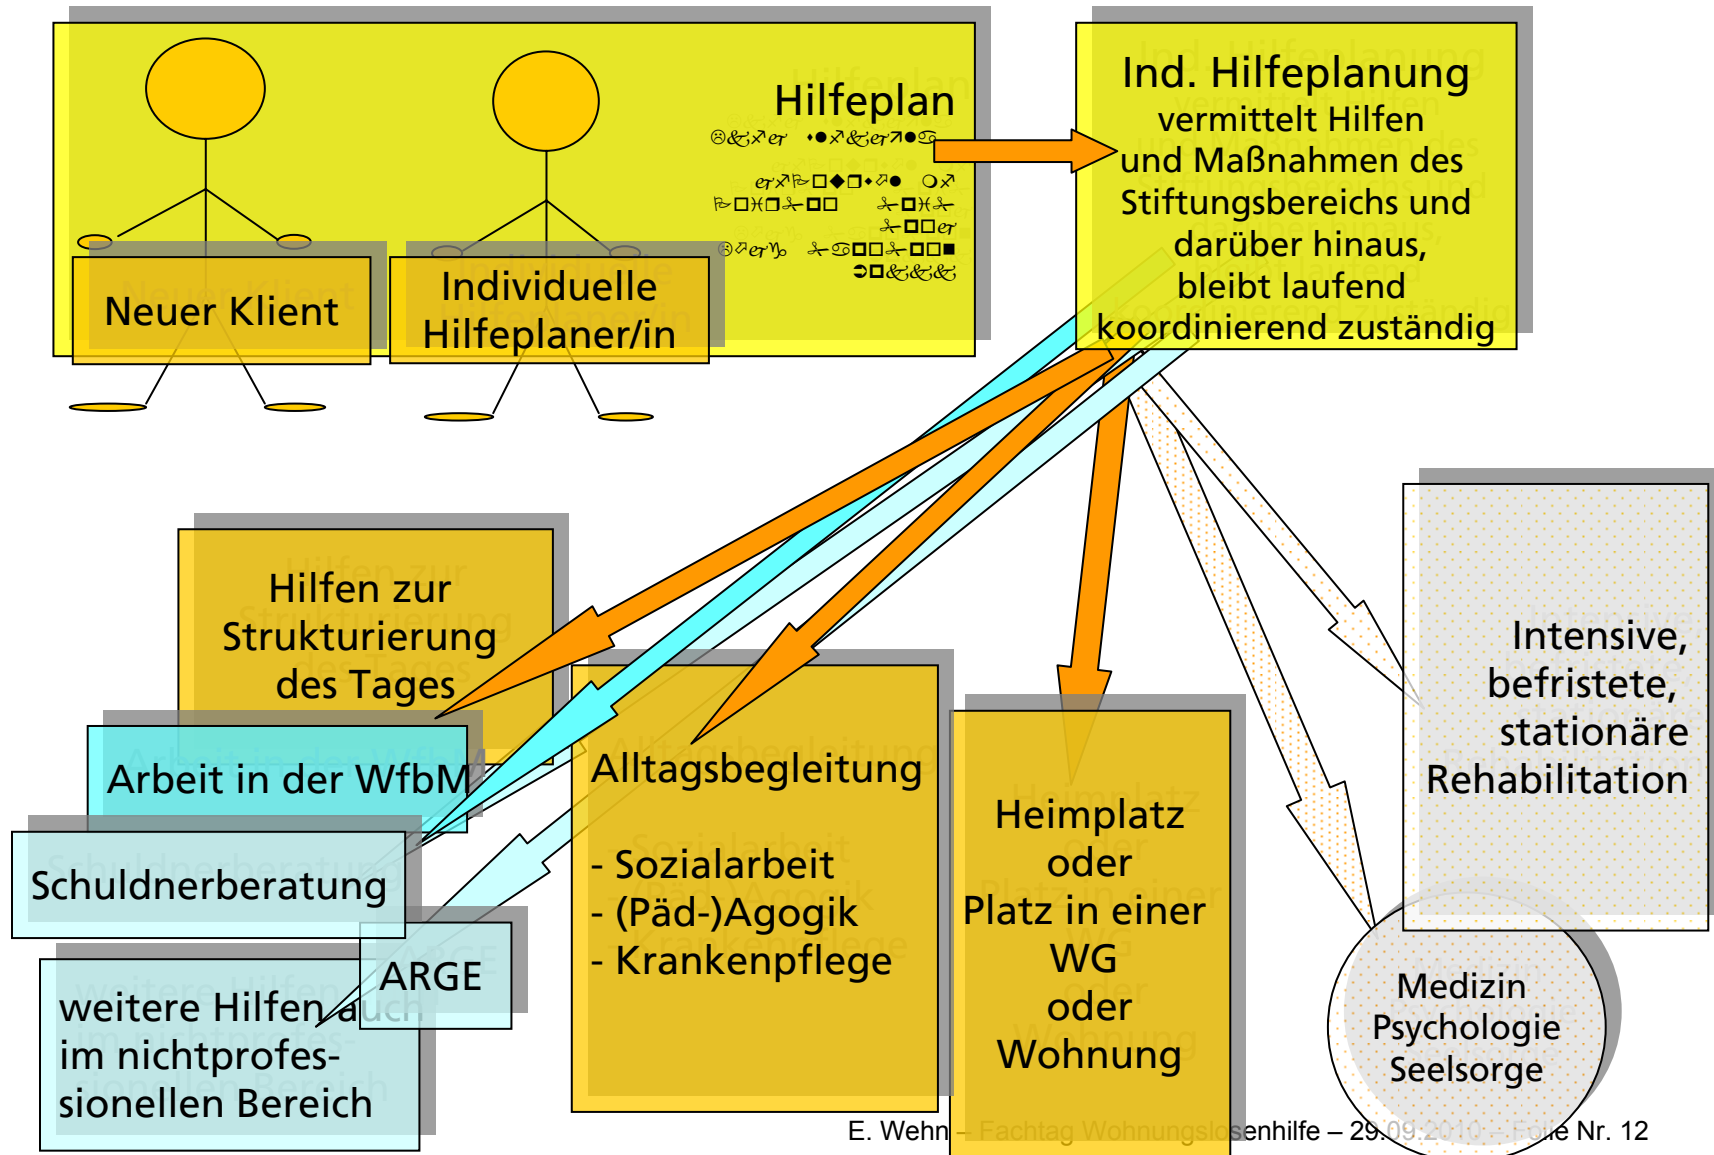 Hilfeplan
Neuer Klient
Individuelle
Hilfeplaner/in
Ind. Hilfeplanung
vermittelt Hilfen
und Maßnahmen des
Stiftungsbereichs und
darüber hinaus,
bleibt laufend
koordinierend zuständig
Hilfen zur
Strukturierung
des Tages
Arbeit in der WfbM
Schuldnerberatung
ARGE
weitere Hilfen auch
im nichtprofes-
sionellen Bereich
Alltagsbegleitung
- Sozialarbeit
- (Päd-)Agogik
- Krankenpflege
Heimplatz
oder
Platz in einer
WG
oder
Wohnung
Intensive,
befristete,
stationäre
Rehabilitation
Medizin
Psychologie
Seelsorge
E. Wehn – Fachtag Wohnungslosenhilfe – 29.09.2010 – Folie Nr. 12